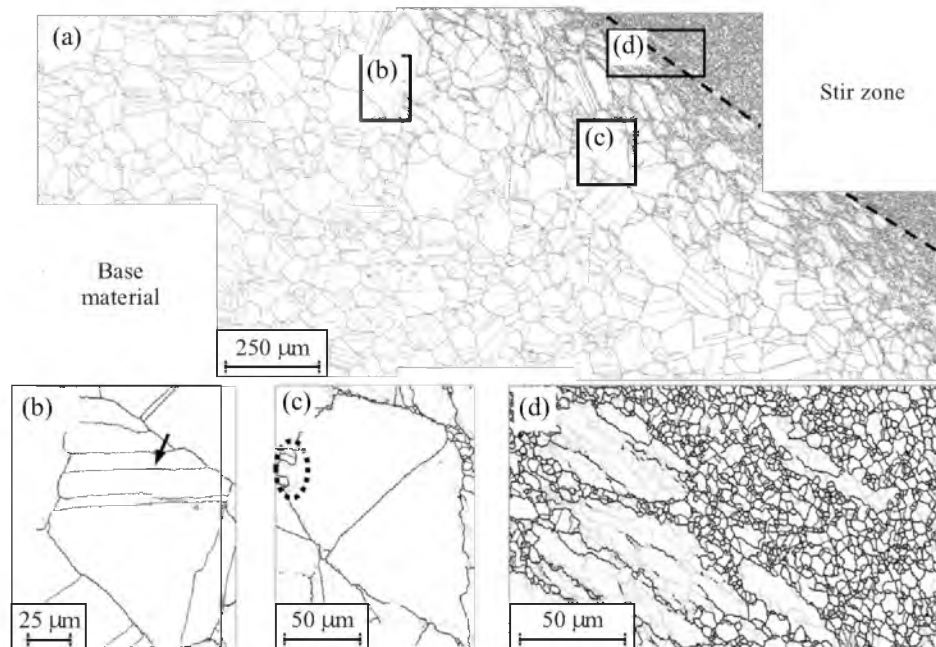 (a)
(b)
(c)
(d)
Stir zone
Base
material
250 μm
(b)
(c)
(d)
25 μm
50 μm
50 μm